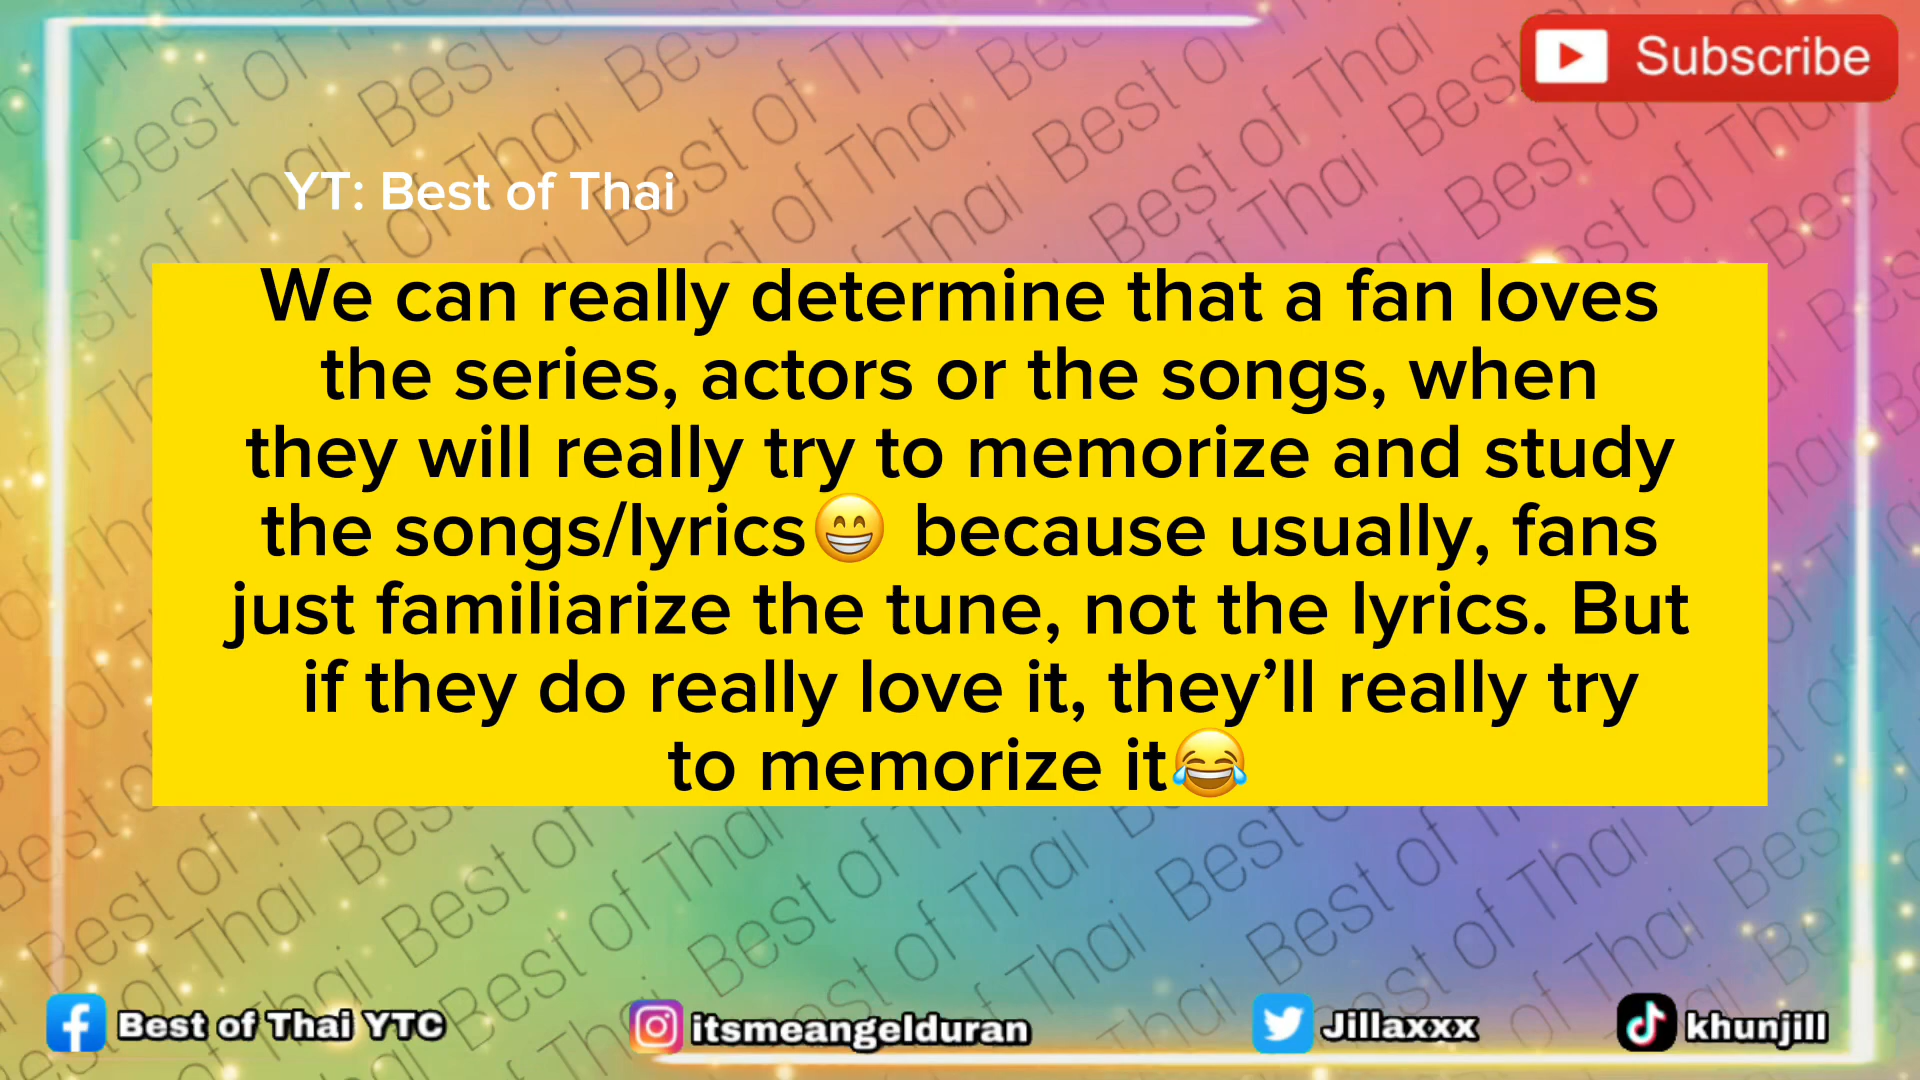 Subscribe
YT: Best of Thai
We can really determine that a fan loves
the series, actors or the songs, when
they will really try to memorize and study
the songs/lyrics😁 because usually, fans
just familiarize the tune, not the lyrics. But
if they do really love it, they’ll really try
to memorize it😂
Best of Thai YTC
itsmeangelduran
Jillaxxx
khunjill
Best of Thai